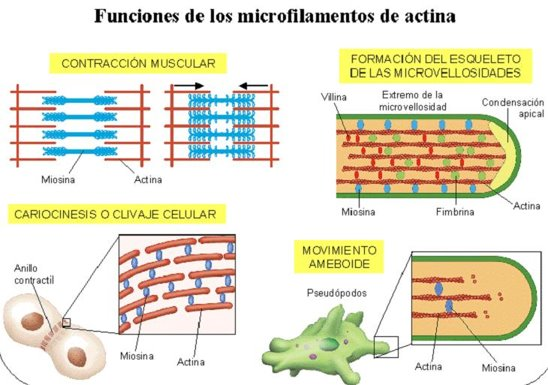 Funciones de los microfilamentos de actina
CONTRACCIÓN MUSCULAR
Miosina
Actina
FORMACIÓN DEL ESQUELETO
DE LAS MICROVELLOSIDADES
Villina
Extremo de la
microvellosidad
Condensación
apical
Miosina
Fimbrina
Actina
CARIOCINESIS O CLIVAJE CELULAR
Anillo
contractil
Miosina
Actina
MOVIMIENTO
AMEBOIDE
Pseudópodos
Actina
Miosina